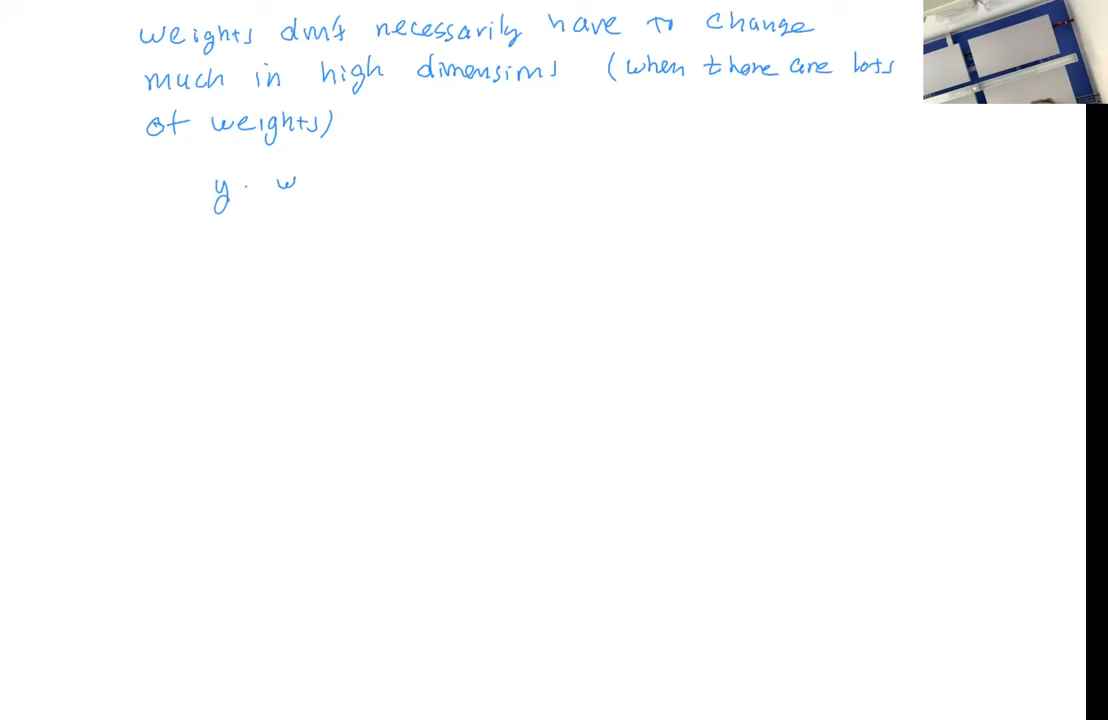 weights don't necessarily have to change
much in high dimensions (when there are lots
of weights)
y · w